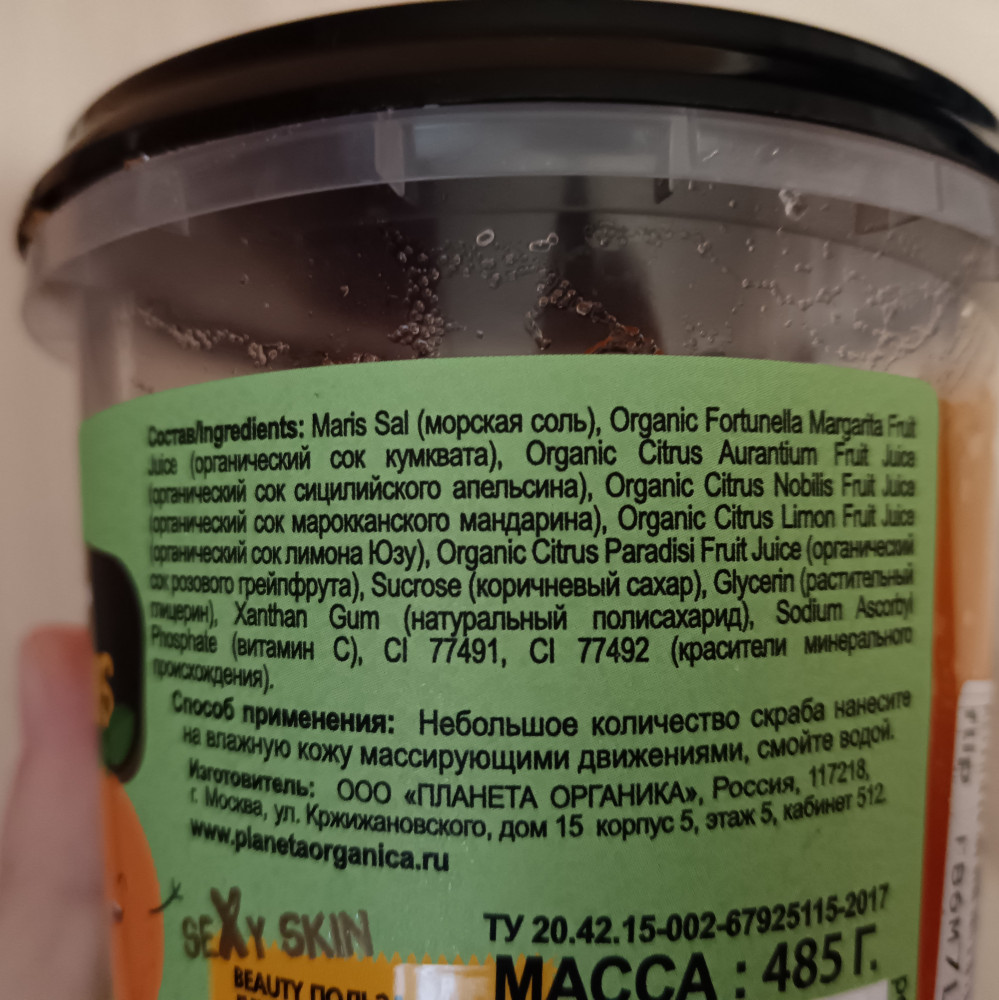 Состав/Ingredients: Maris Sal (морская соль), Organic Fortunella Margarita Fruit
Juice (органический сок кумквата), Organic Citrus Aurantium Fruit Juice
(органический сок сицилийского апельсина), Organic Citrus Nobilis Fruit Juice
(органический сок марокканского мандарина), Organic Citrus Limon Fruit Juice
(органический сок лимона Юзу), Organic Citrus Paradisi Fruit Juice (органический
сок розового грейпфрута), Sucrose (коричневый сахар), Glycerin (растительный
глицерин), Xanthan Gum (натуральный полисахарид), Sodium Ascorbyl
Phosphate (витамин С), CI 77491, CI 77492 (красители минерального
происхождения).
Способ применения: Небольшое количество скраба нанесите
на влажную кожу массирующими движениями, смойте водой.
Изготовитель: ООО «ПЛАНЕТА ОРГАНИКА», Россия, 117218,
г. Москва, ул. Кржижановского, дом 15 корпус 5, этаж 5, кабинет 512.
www.planetaorganica.ru
SEXY SKIN
ТУ 20.42.15-002-67925115-2017
BEAUTY
МАССА : 485 Г.